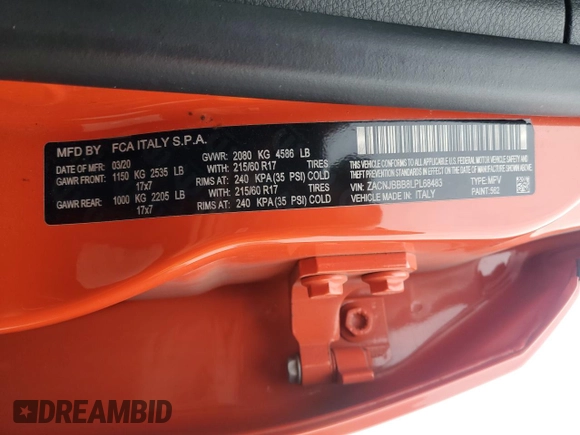 MFD BY FCA ITALY S.P.A.
DATE OF MFR: 03/20 GVWR: 2080 KG 4586 LB
GAWR FRONT: 1150 KG 2535 LB WITH: 215/60 R17 TIRES
17x7 RIMS AT: 240 KPA(35 PSI) COLD
GAWR REAR: 1000 KG 2205 LB WITH: 215/60 R17 TIRES
17x7 RIMS AT: 240 KPA(35 PSI) COLD
THIS VEHICLE CONFORMS TO ALL APPLICABLE U.S.A. FEDERAL MOTOR VEHICLE SAFETY, BUMPER AND
THEFT PREVENTION STANDARDS IN EFFECT ON THE DATE OF MANUFACTURE SHOWN ABOVE
VIN: ZACNJBBB8LPL68483 TYPE: MPV
VEHICLE MADE IN: ITALY PAINT: 562
DREAMBID